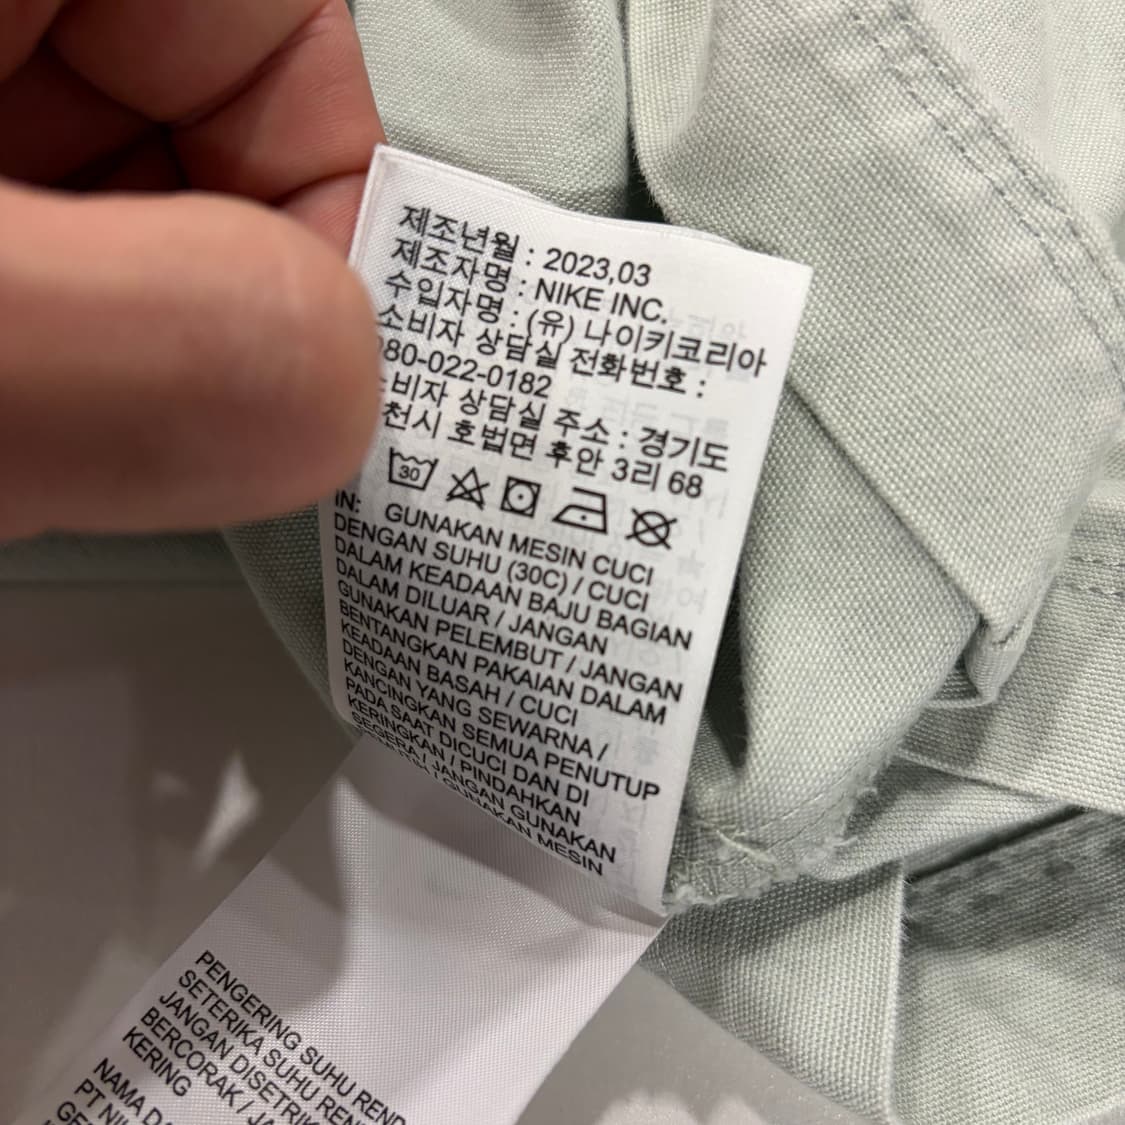 제조년월 : 2023,03
제조자명 : NIKE INC.
수입자명 : (유) 나이키코리아
소비자 상담실 전화번호 :
080-022-0182
비자 상담실 주소 : 경기도
천시 호법면 후안 3리 68
30
IN: GUNAKAN MESIN CUCI
DENGAN SUHU (30C) / CUCI
DALAM KEADAAN BAJU BAGIAN
DALAM DILUAR / JANGAN
GUNAKAN PELEMBUT / JANGAN
BENTANGKAN PAKAIAN DALAM
KEADAAN BASAH / CUCI
DENGAN YANG SEWARNA /
KANCINGKAN SEMUA PENUTUP
PADA SAAT DICUCI DAN DI
KERINGKAN / PINDAHKAN
SEGERA / JANGAN GUNAKAN
GUNAKAN MESIN
PENGERING SUHU REND
SETERIKA SUHU REN
JANGAN DISETRIK
BERCORAK / JA
KERING
NAMA DA
PT NIK